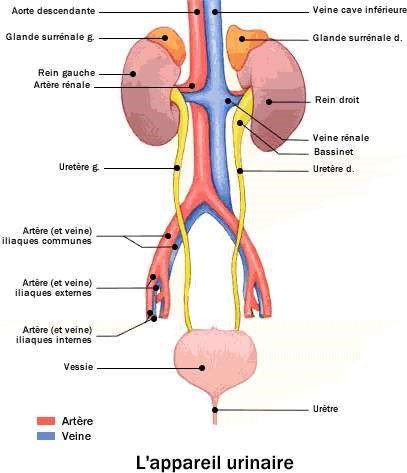 Aorte descendante
Veine cave inférieure
Glande surrénale g.
Glande surrénale d.
Rein gauche
Artère rénale
Rein droit
Veine rénale
Bassinet
Uretère g.
Uretère d.
Artère (et veine)
iliaques communes
Artère (et veine)
iliaques externes
Artère (et veine)
iliaques internes
Vessie
Urètre
Artère
Veine
L'appareil urinaire